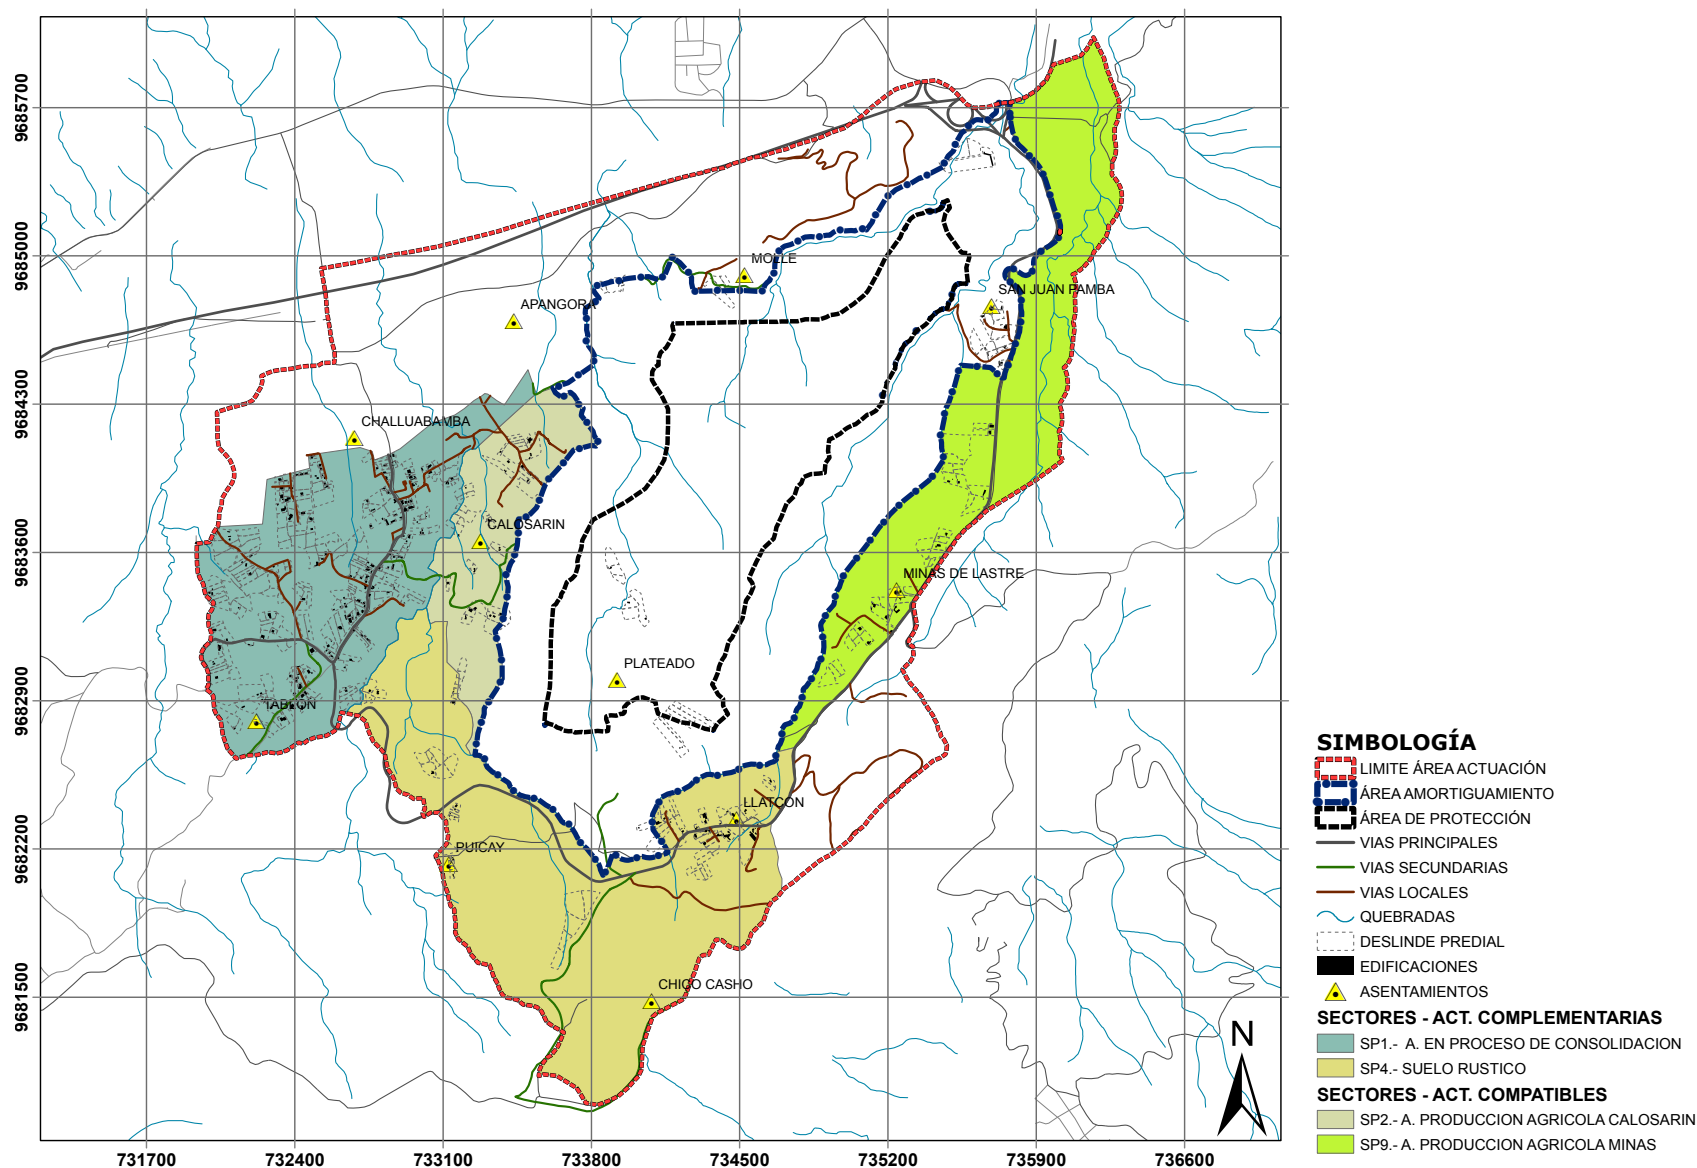 9685700
9685000
9684300
9683600
9682900
9682200
9681500
MOLLE
SAN JUAN PAMBA
APANGORA
CHALLUABAMBA
CALOSARIN
MINAS DE LASTRE
PLATEADO
TABLON
LLATCON
PUICAY
CHICO CASHO
731700 732400 733100 733800 734500 735200 735900 736600
SIMBOLOGÍA
LIMITE ÁREA ACTUACIÓN
ÁREA AMORTIGUAMIENTO
ÁREA DE PROTECCIÓN
VIAS PRINCIPALES
VIAS SECUNDARIAS
VIAS LOCALES
QUEBRADAS
DESLINDE PREDIAL
EDIFICACIONES
ASENTAMIENTOS
SECTORES - ACT. COMPLEMENTARIAS
SP1.- A. EN PROCESO DE CONSOLIDACION
SP4.- SUELO RUSTICO
SECTORES - ACT. COMPATIBLES
SP2.- A. PRODUCCION AGRICOLA CALOSARIN
SP9.- A. PRODUCCION AGRICOLA MINAS
N